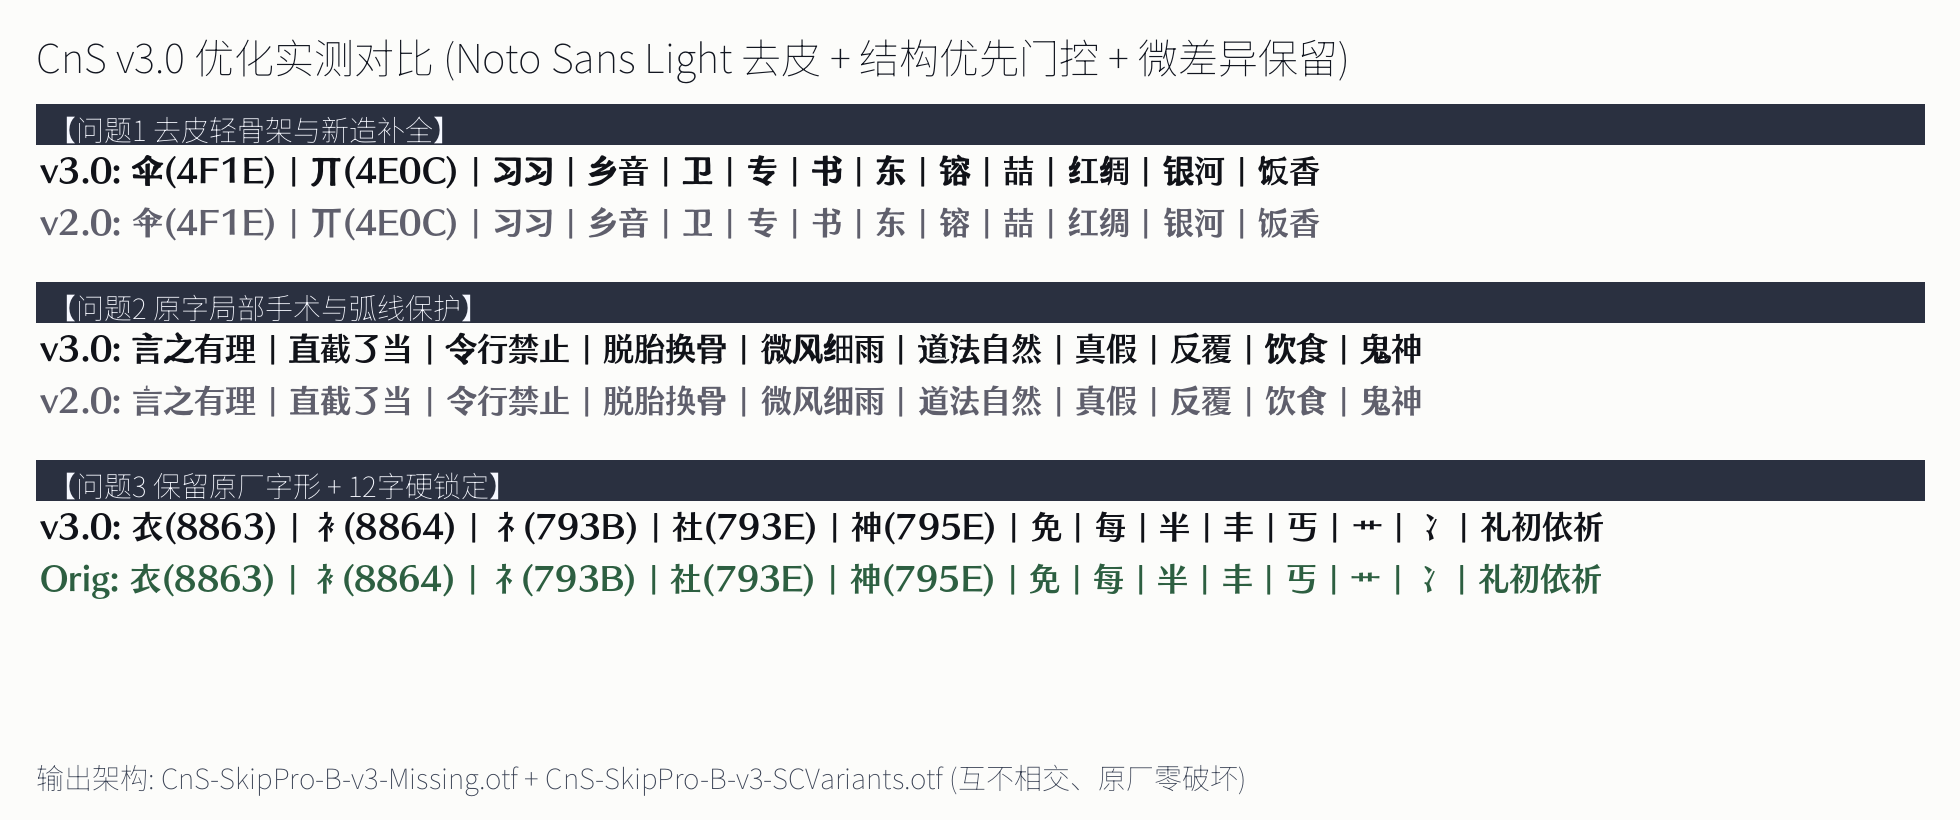 CnS v3.0 优化实测对比 (Noto Sans Light 去皮 + 结构优先门控 + 微差异保留)
【问题1 去皮轻骨架与新造补全】
v3.0: 伞(4F1E) | 丌(4E0C) | 习习 | 乡音 | 卫 | 专 | 书 | 东 | 镕 | 喆 | 红绸 | 银河 | 饭香
v2.0: 伞(4F1E) | 丌(4E0C) | 习习 | 乡音 | 卫 | 专 | 书 | 东 | 镕 | 喆 | 红绸 | 银河 | 饭香
【问题2 原字局部手术与弧线保护】
v3.0: 言之有理 | 直截了当 | 令行禁止 | 脱胎换骨 | 微风细雨 | 道法自然 | 真假 | 反覆 | 饮食 | 鬼神
v2.0: 言之有理 | 直截了当 | 令行禁止 | 脱胎换骨 | 微风细雨 | 道法自然 | 真假 | 反覆 | 饮食 | 鬼神
【问题3 保留原厂字形 + 12字硬锁定】
v3.0: 衣(8863) | 衤(8864) | 礻(793B) | 社(793E) | 神(795E) | 免 | 每 | 半 | 丰 | 丐 | 艹 | 冫 | 礼初依祈
Orig: 衣(8863) | 衤(8864) | 礻(793B) | 社(793E) | 神(795E) | 免 | 每 | 半 | 丰 | 丐 | 艹 | 冫 | 礼初依祈
输出架构: CnS-SkipPro-B-v3-Missing.otf + CnS-SkipPro-B-v3-SCVariants.otf (互不相交、原厂零破坏)